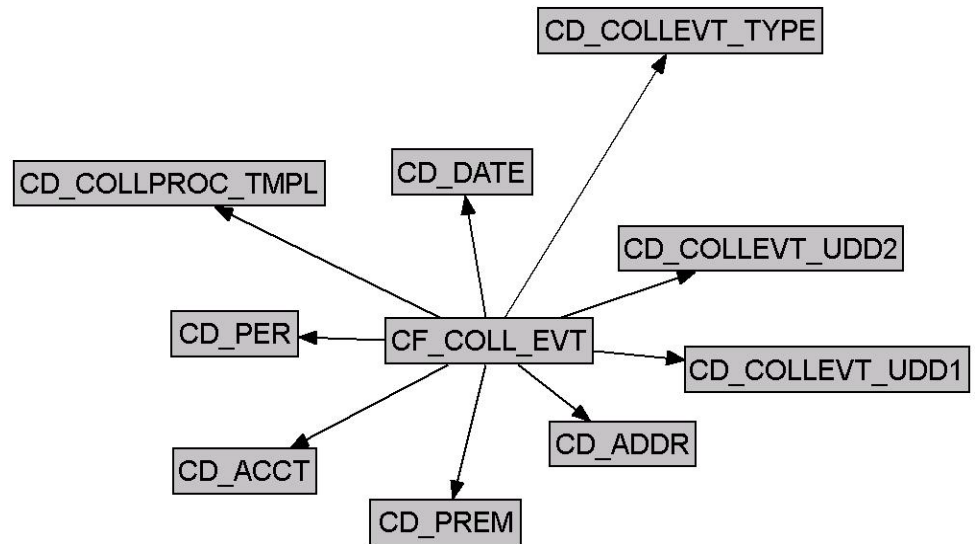 CD_COLLEVT_TYPE
CD_DATE
CD_COLLPROC_TMPL
CD_COLLEVT_UDD2
CD_PER
CF_COLL_EVT
CD_COLLEVT_UDD1
CD_ADDR
CD_ACCT
CD_PREM